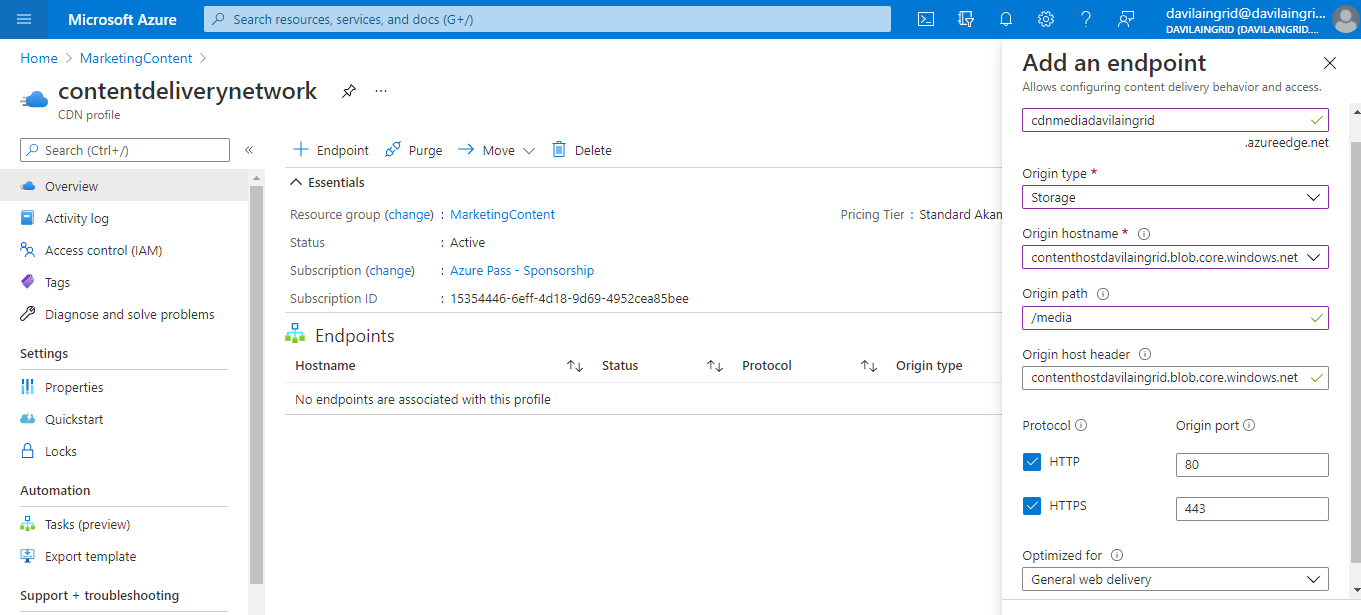 Microsoft Azure
Search resources, services, and docs (G+/)
davilaingrid@davilaingri...
DAVILAINGRID (DAVILAINGRID....
Home > MarketingContent >
contentdeliverynetwork
...
CDN profile
Search (Ctrl+/)
«
Overview
Activity log
Access control (IAM)
Tags
Diagnose and solve problems
Settings
Properties
Quickstart
Locks
Automation
Tasks (preview)
Export template
Support + troubleshooting
Endpoint Purge Move Delete
Essentials
Resource group (change) : MarketingContent
Status : Active
Subscription (change) : Azure Pass - Sponsorship
Subscription ID : 15354446-6eff-4d18-9d69-4952cea85bee
Pricing Tier : Standard Akam
Endpoints
Hostname Status Protocol Origin type
No endpoints are associated with this profile
Add an endpoint
Allows configuring content delivery behavior and access.
cdnmediadavilaingrid
.azureedge.net
Origin type *
Storage
Origin hostname *
contenthostdavilaingrid.blob.core.windows.net
Origin path
/media
Origin host header
contenthostdavilaingrid.blob.core.windows.net
Protocol Origin port
HTTP 80
HTTPS 443
Optimized for
General web delivery